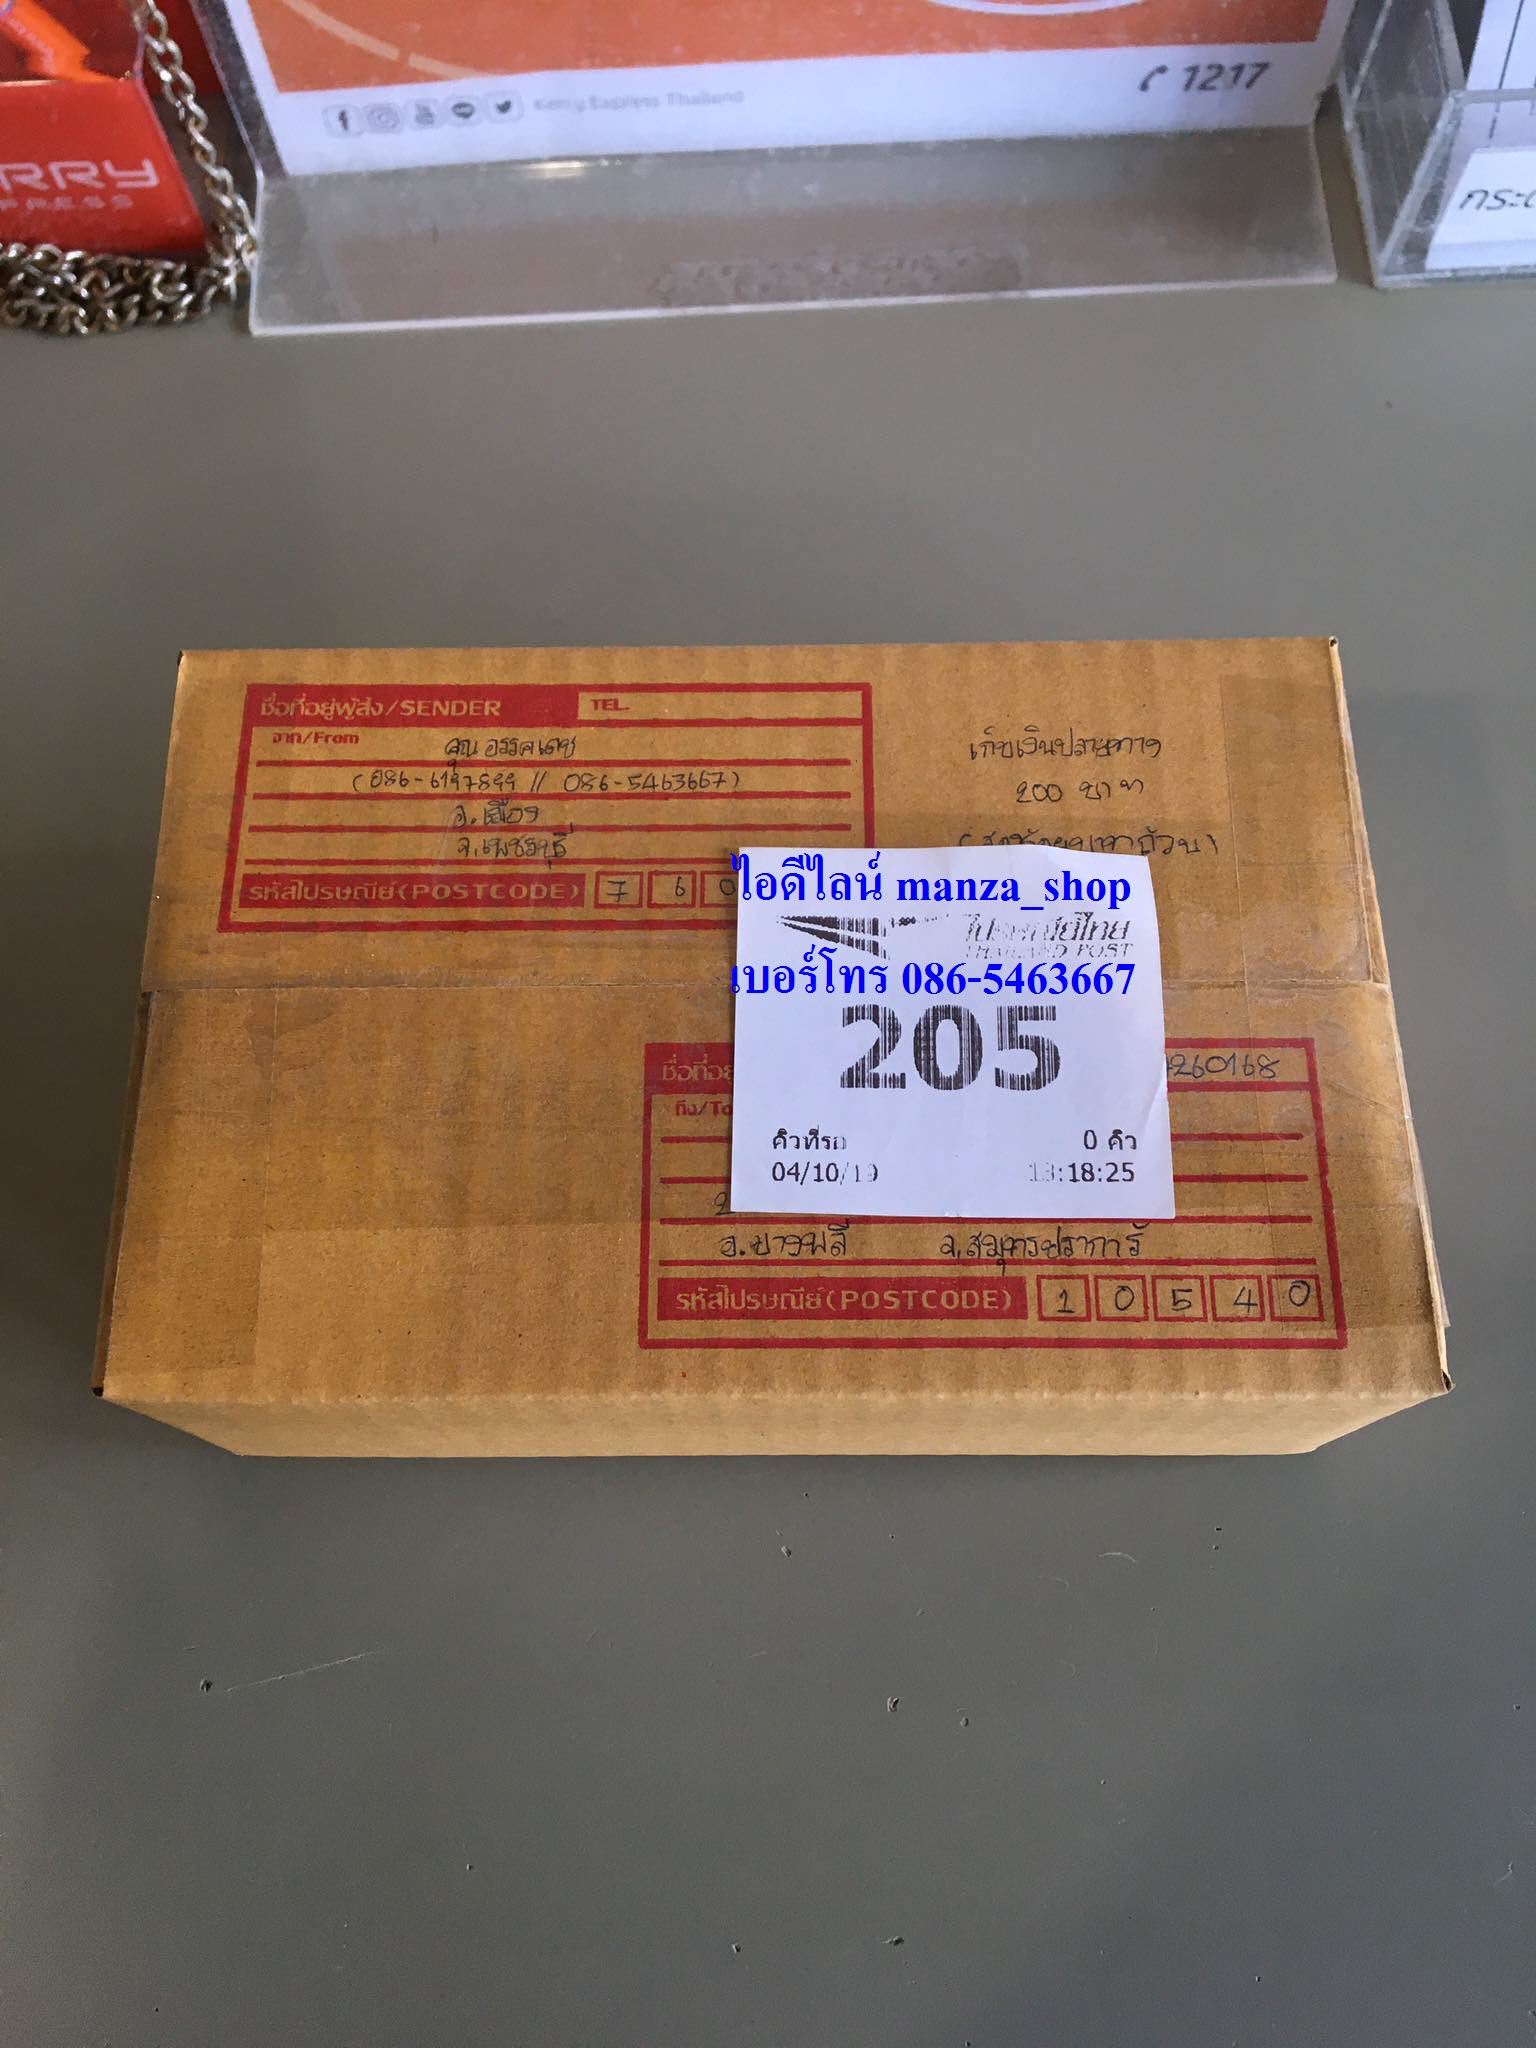 1217
Kerry Express Thailand
RRY
PRESS
ชื่อที่อยู่ผู้ส่ง/SENDER TEL.
จาก/From คุณ อรรคเดช
(086-6197899 // 086-5463667)
อ.เมือง
จ.เพชรบุรี
รหัสไปรษณีย์(POSTCODE) 7 6 0
เก็บเงินปลายทาง
200 บาท
ไอดีไลน์ manza_shop
ไปรษณีย์ไทย
THAILAND POST
เบอร์โทร 086-5463667
205
คิวที่รอ 0 คิว
04/10/19 13:18:25
260168
ถึง/To
อ.บางพลี จ.สมุทรปราการ
รหัสไปรษณีย์(POSTCODE) 1 0 5 4 0